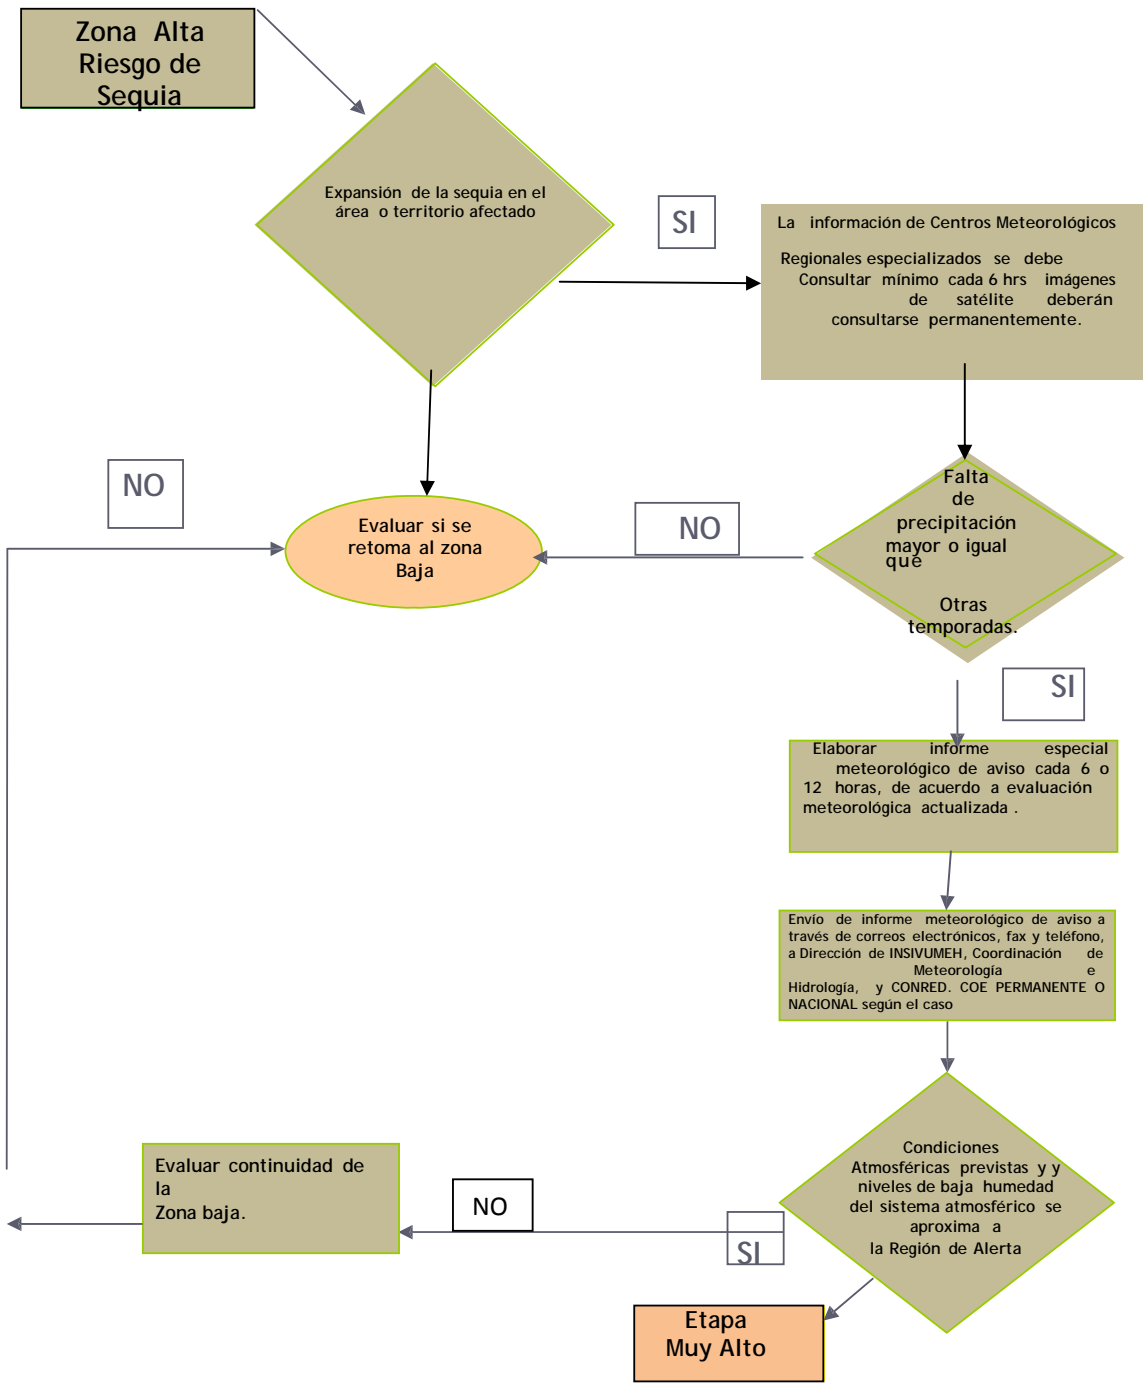 Zona Alta
Riesgo de
Sequia
Expansión de la sequia en el
área o territorio afectado
SI
La información de Centros Meteorológicos
Regionales especializados se debe
Consultar mínimo cada 6 hrs imágenes
de satélite deberán
consultarse permanentemente.
NO
Evaluar si se
retoma al zona
Baja
NO
Falta
de
precipitación
mayor o igual
que
Otras
temporadas.
SI
Elaborar informe especial
meteorológico de aviso cada 6 o
12 horas, de acuerdo a evaluación
meteorológica actualizada .
Envío de informe meteorológico de aviso a
través de correos electrónicos, fax y teléfono,
a Dirección de INSIVUMEH, Coordinación de
Meteorología e
Hidrología, y CONRED. COE PERMANENTE O
NACIONAL según el caso
Condiciones
Atmosféricas previstas y y
niveles de baja humedad
del sistema atmosférico se
aproxima a
la Región de Alerta
Evaluar continuidad de
la
Zona baja.
NO
SI
Etapa
Muy Alto